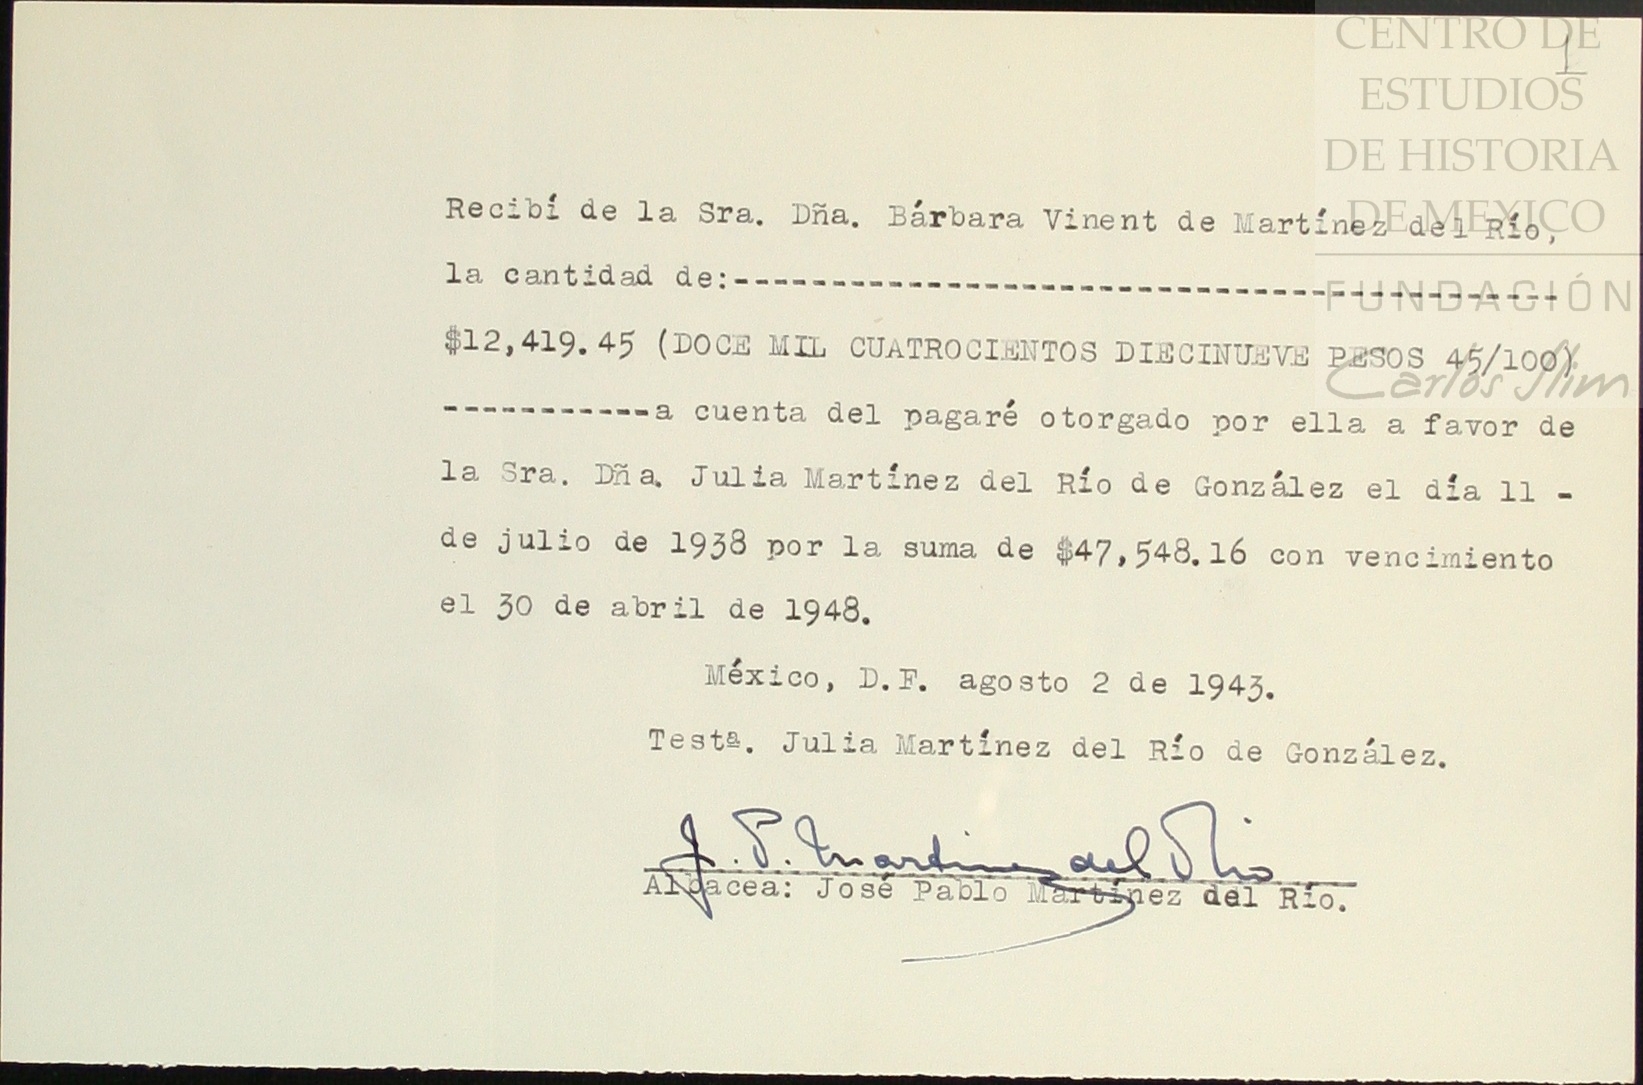 1
CENTRO DE
ESTUDIOS
DE HISTORIA
DE MEXICO
FUNDACIÓN
Carlos Slim
Recibí de la Sra. Dña. Bárbara Vinent de Martínez del Río,
la cantidad de:-------------------------------------------
$12,419.45 (DOCE MIL CUATROCIENTOS DIECINUEVE PESOS 45/100)
-----------a cuenta del pagaré otorgado por ella a favor de
la Sra. Dña. Julia Martínez del Río de González el día 11 -
de julio de 1938 por la suma de $47,548.16 con vencimiento
el 30 de abril de 1948.
México, D.F. agosto 2 de 1943.
Testª. Julia Martínez del Río de González.
J. P. Martinez del Rio
Albacea: José Pablo Martínez del Río.